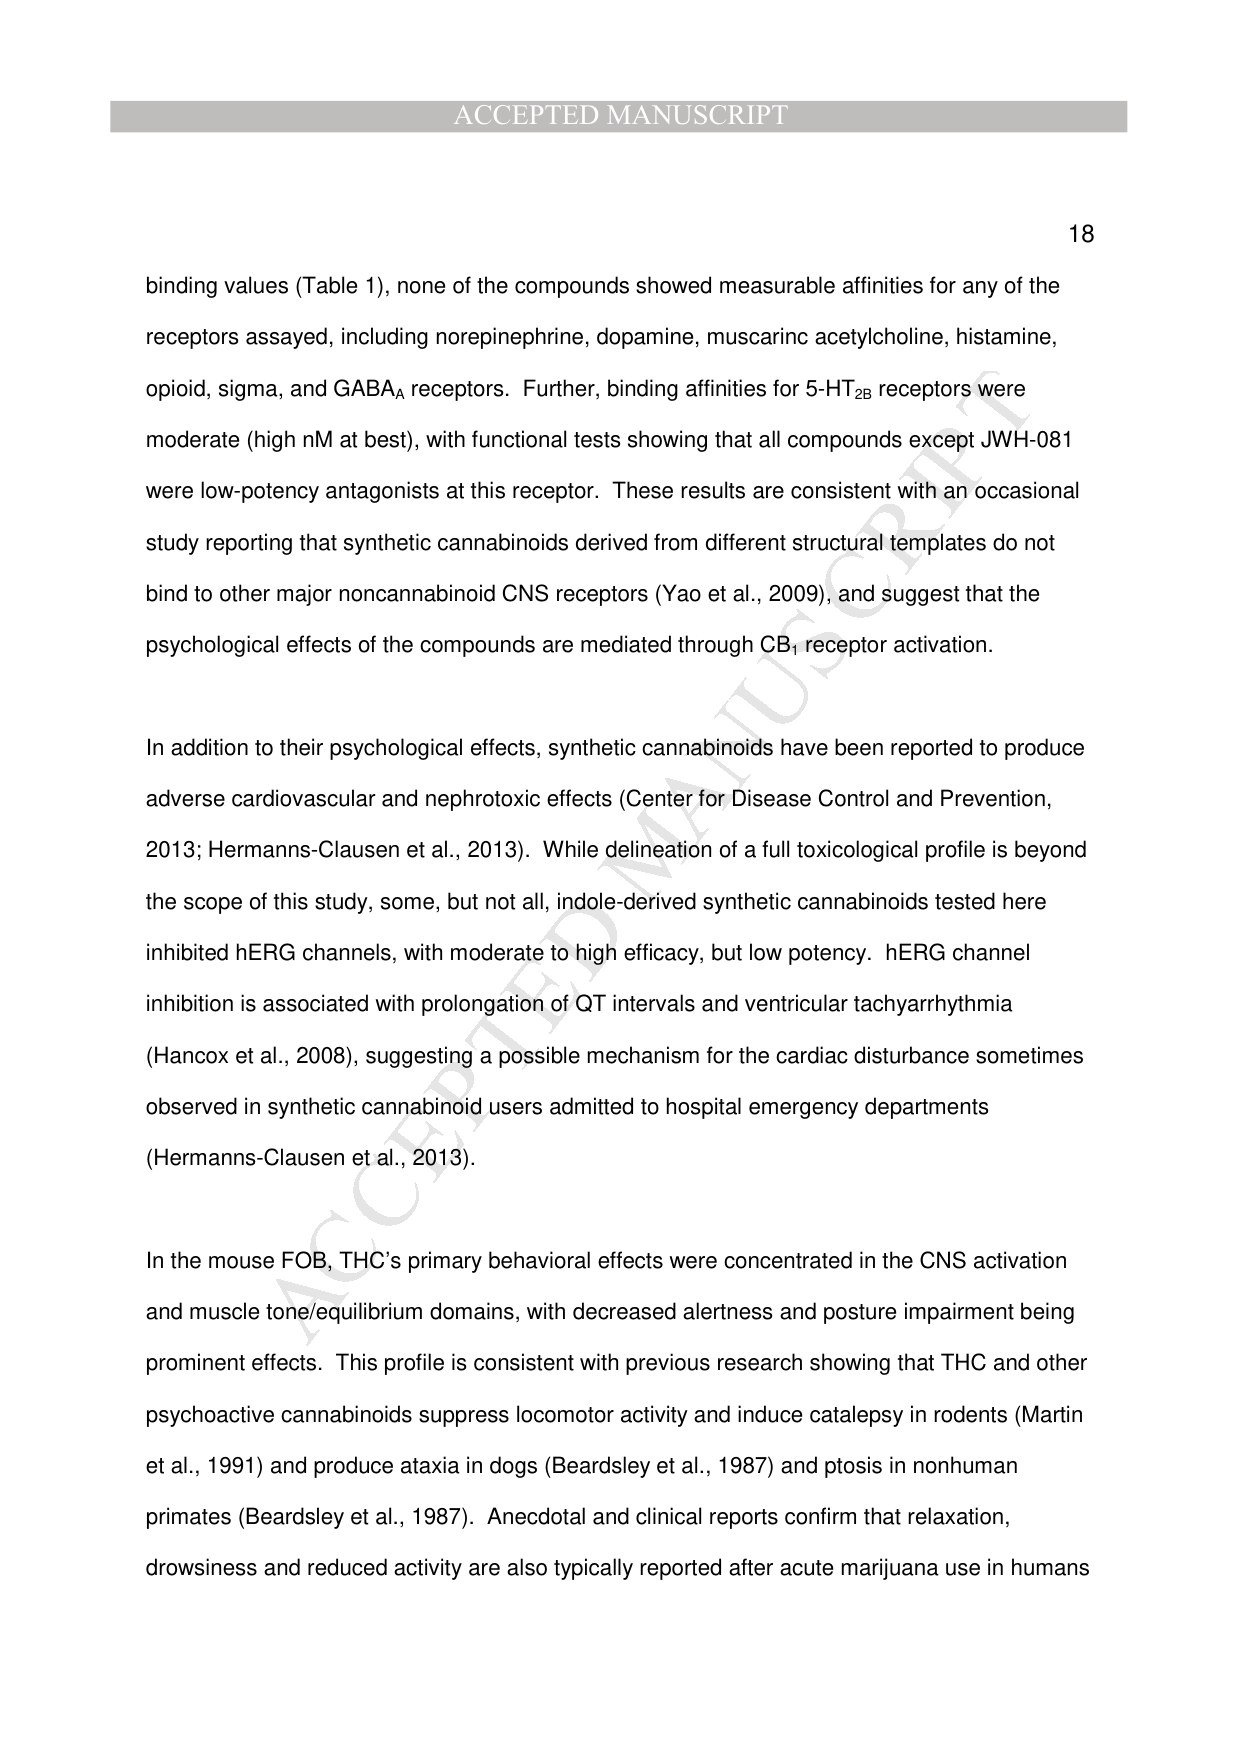 ACCEPTED MANUSCRIPT
18
binding values (Table 1), none of the compounds showed measurable affinities for any of the
receptors assayed, including norepinephrine, dopamine, muscarinc acetylcholine, histamine,
opioid, sigma, and GABAA receptors.  Further, binding affinities for 5-HT2B receptors were
moderate (high nM at best), with functional tests showing that all compounds except JWH-081
were low-potency antagonists at this receptor.  These results are consistent with an occasional
study reporting that synthetic cannabinoids derived from different structural templates do not
bind to other major noncannabinoid CNS receptors (Yao et al., 2009), and suggest that the
psychological effects of the compounds are mediated through CB1 receptor activation.
In addition to their psychological effects, synthetic cannabinoids have been reported to produce
adverse cardiovascular and nephrotoxic effects (Center for Disease Control and Prevention,
2013; Hermanns-Clausen et al., 2013).  While delineation of a full toxicological profile is beyond
the scope of this study, some, but not all, indole-derived synthetic cannabinoids tested here
inhibited hERG channels, with moderate to high efficacy, but low potency.  hERG channel
inhibition is associated with prolongation of QT intervals and ventricular tachyarrhythmia
(Hancox et al., 2008), suggesting a possible mechanism for the cardiac disturbance sometimes
observed in synthetic cannabinoid users admitted to hospital emergency departments
(Hermanns-Clausen et al., 2013).
In the mouse FOB, THC’s primary behavioral effects were concentrated in the CNS activation
and muscle tone/equilibrium domains, with decreased alertness and posture impairment being
prominent effects.  This profile is consistent with previous research showing that THC and other
psychoactive cannabinoids suppress locomotor activity and induce catalepsy in rodents (Martin
et al., 1991) and produce ataxia in dogs (Beardsley et al., 1987) and ptosis in nonhuman
primates (Beardsley et al., 1987).  Anecdotal and clinical reports confirm that relaxation,
drowsiness and reduced activity are also typically reported after acute marijuana use in humans
ACCEPTED MANUSCRIPT